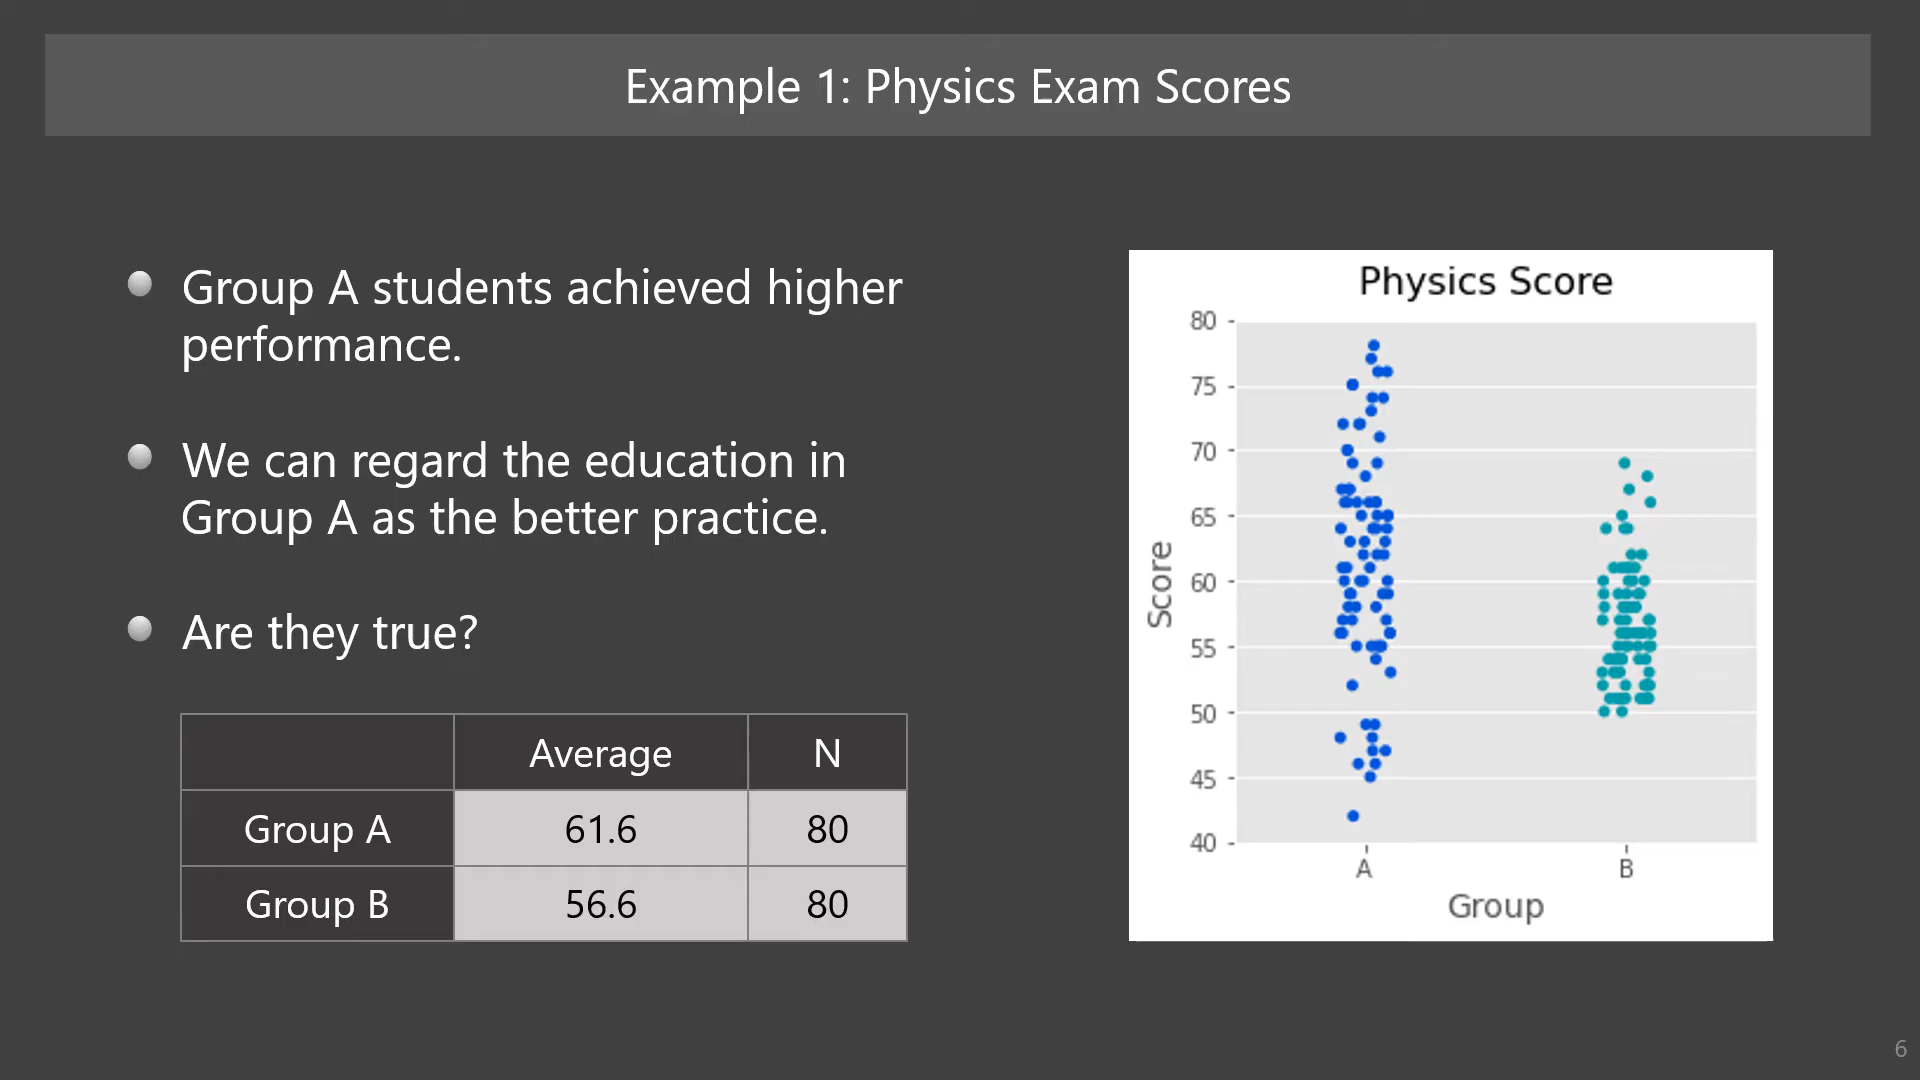 Example 1: Physics Exam Scores
Group A students achieved higher
performance.
We can regard the education in
Group A as the better practice.
Are they true?
Average N
Group A 61.6 80
Group B 56.6 80
Physics Score
80
75
70
65
60
55
50
45
40
Score
A B
Group
6